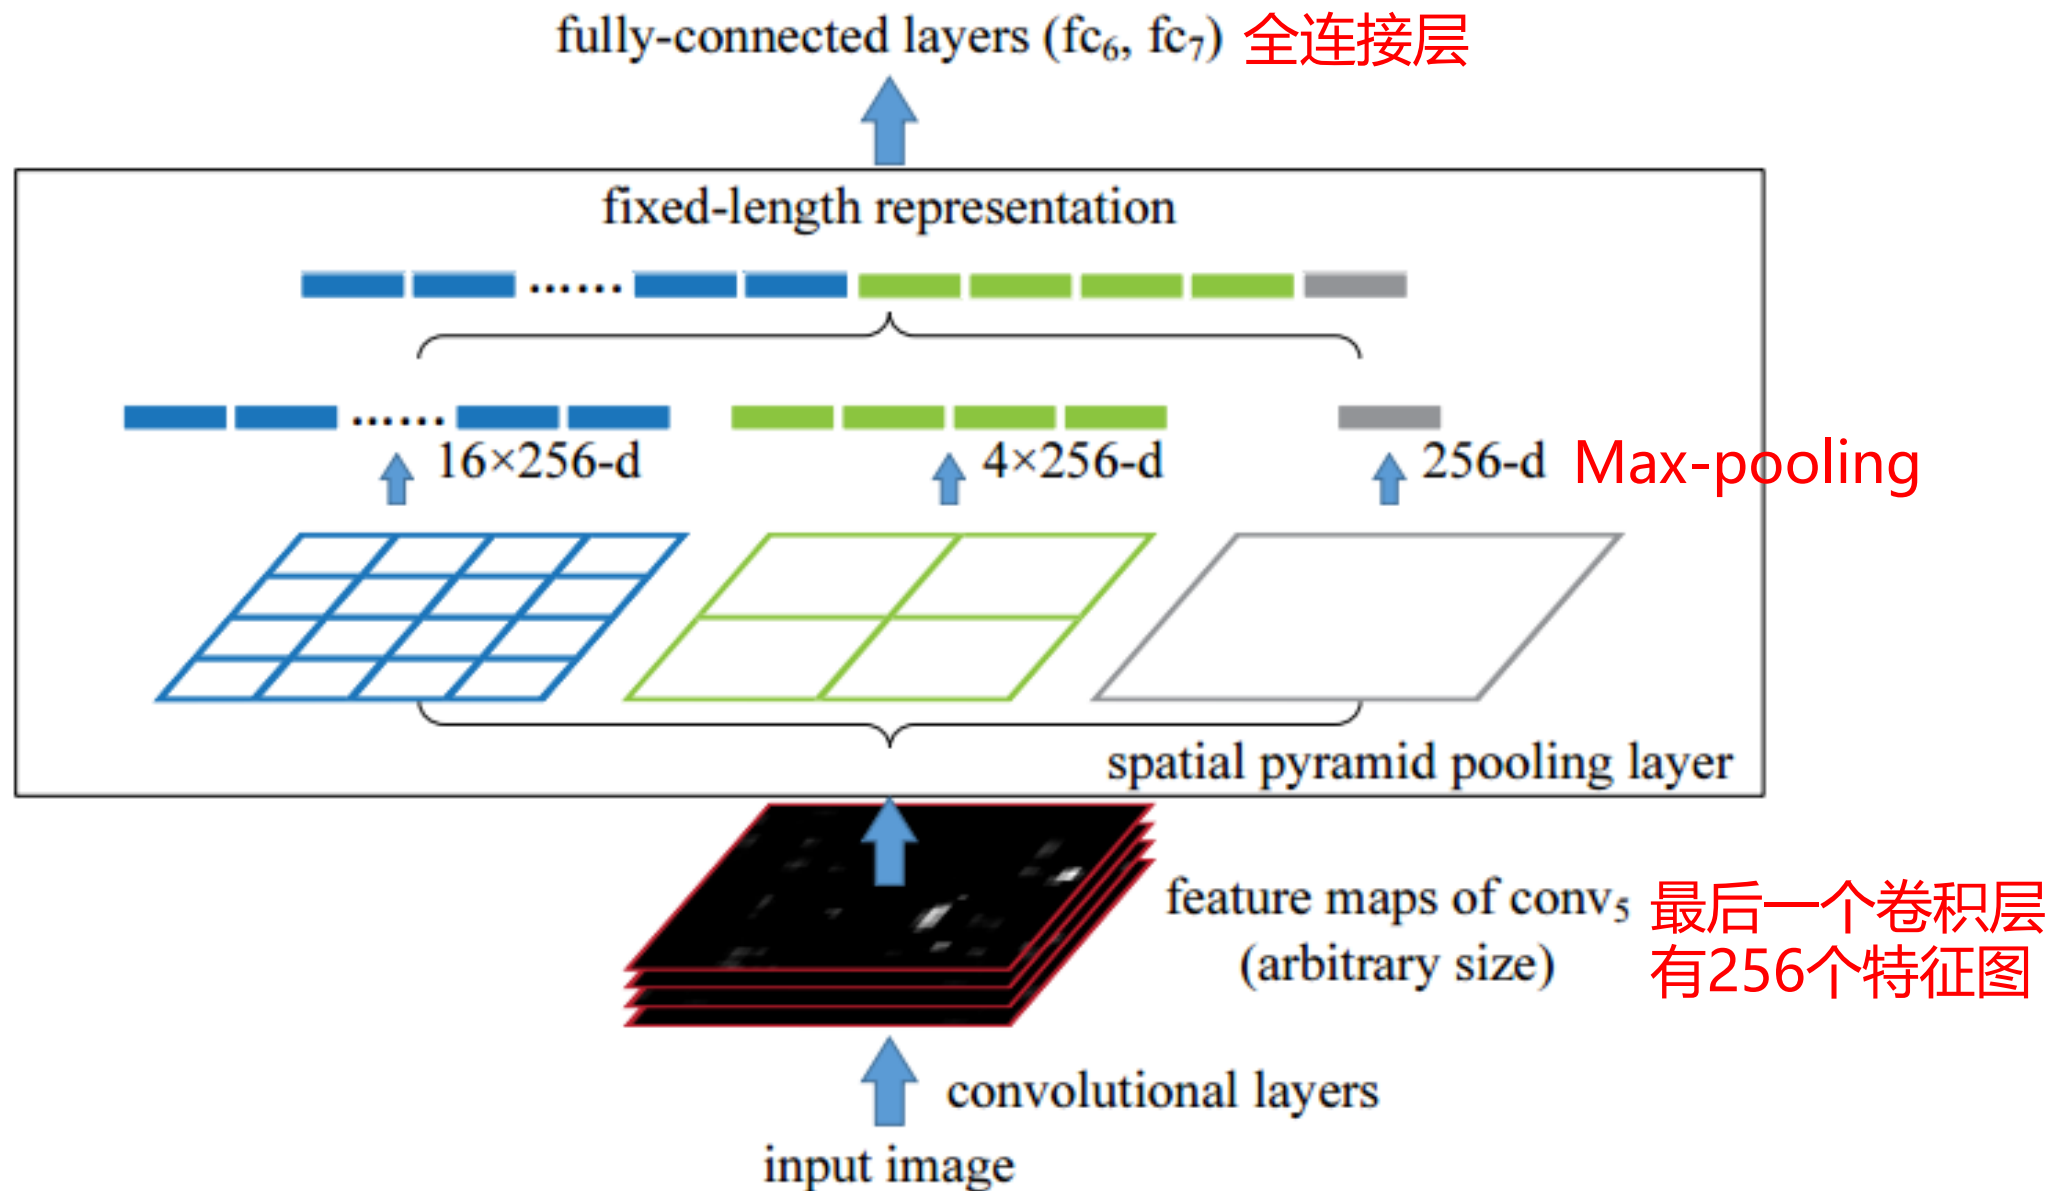 fully-connected layers (fc₆, fc₇) 全连接层
fixed-length representation
......
......
16×256-d
4×256-d
256-d
Max-pooling
spatial pyramid pooling layer
feature maps of conv₅
(arbitrary size)
最后一个卷积层
有256个特征图
convolutional layers
input image